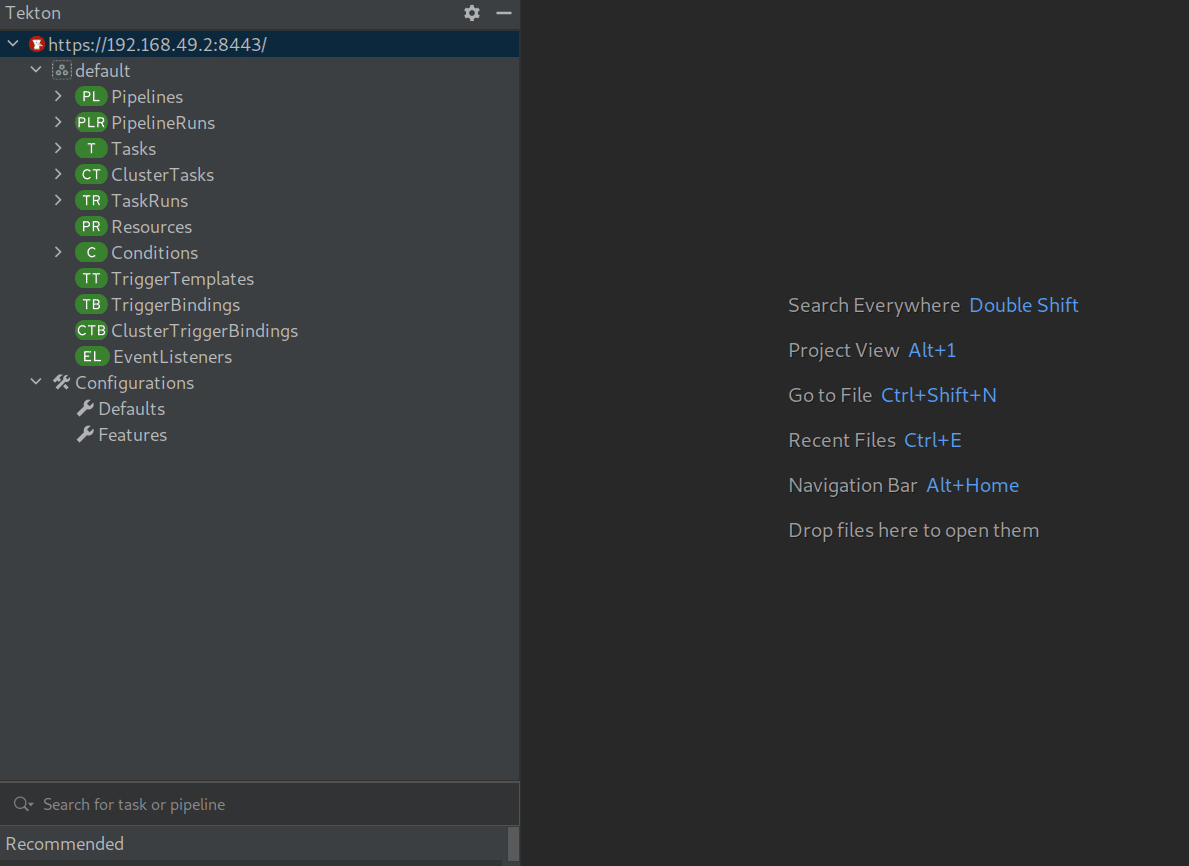 Tekton
https://192.168.49.2:8443/
default
PL Pipelines
PLR PipelineRuns
T Tasks
CT ClusterTasks
TR TaskRuns
PR Resources
C Conditions
TT TriggerTemplates
TB TriggerBindings
CTB ClusterTriggerBindings
EL EventListeners
Configurations
Defaults
Features
Search for task or pipeline
Recommended
Search Everywhere Double Shift
Project View Alt+1
Go to File Ctrl+Shift+N
Recent Files Ctrl+E
Navigation Bar Alt+Home
Drop files here to open them